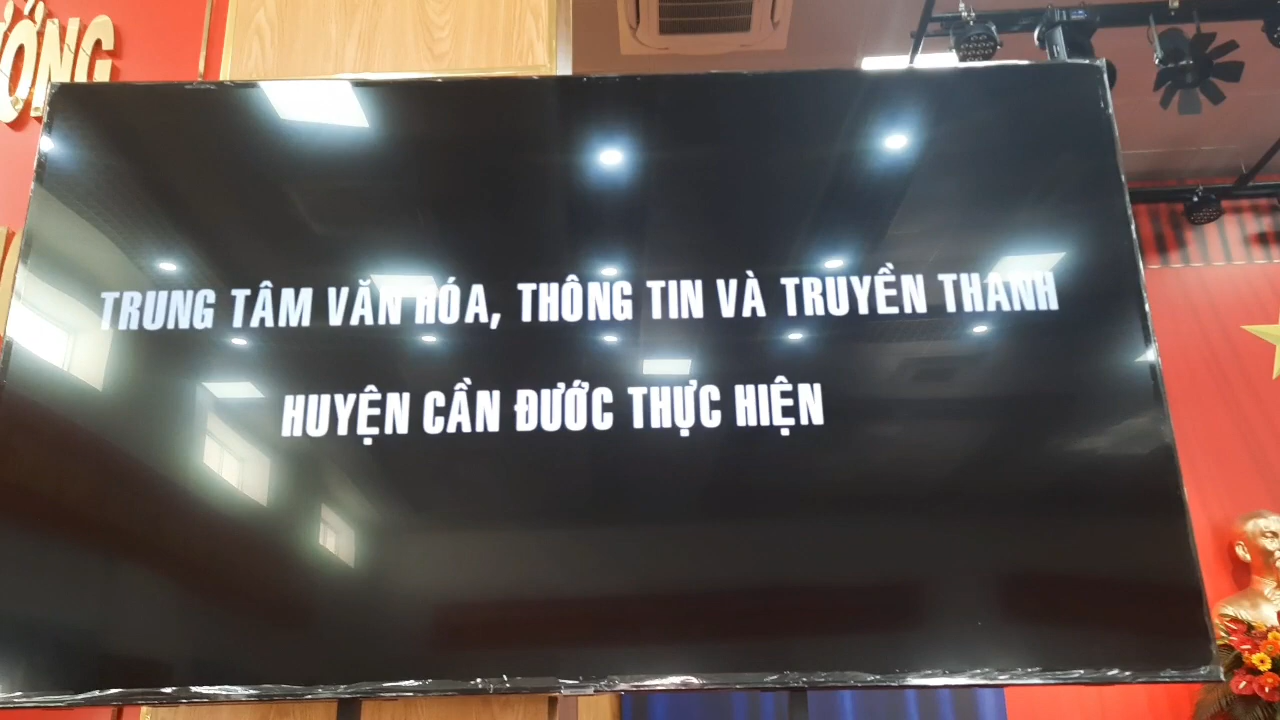 TRUNG TÂM VĂN HÓA, THÔNG TIN VÀ TRUYỀN THANH
HUYỆN CẦN ĐƯỚC THỰC HIỆN